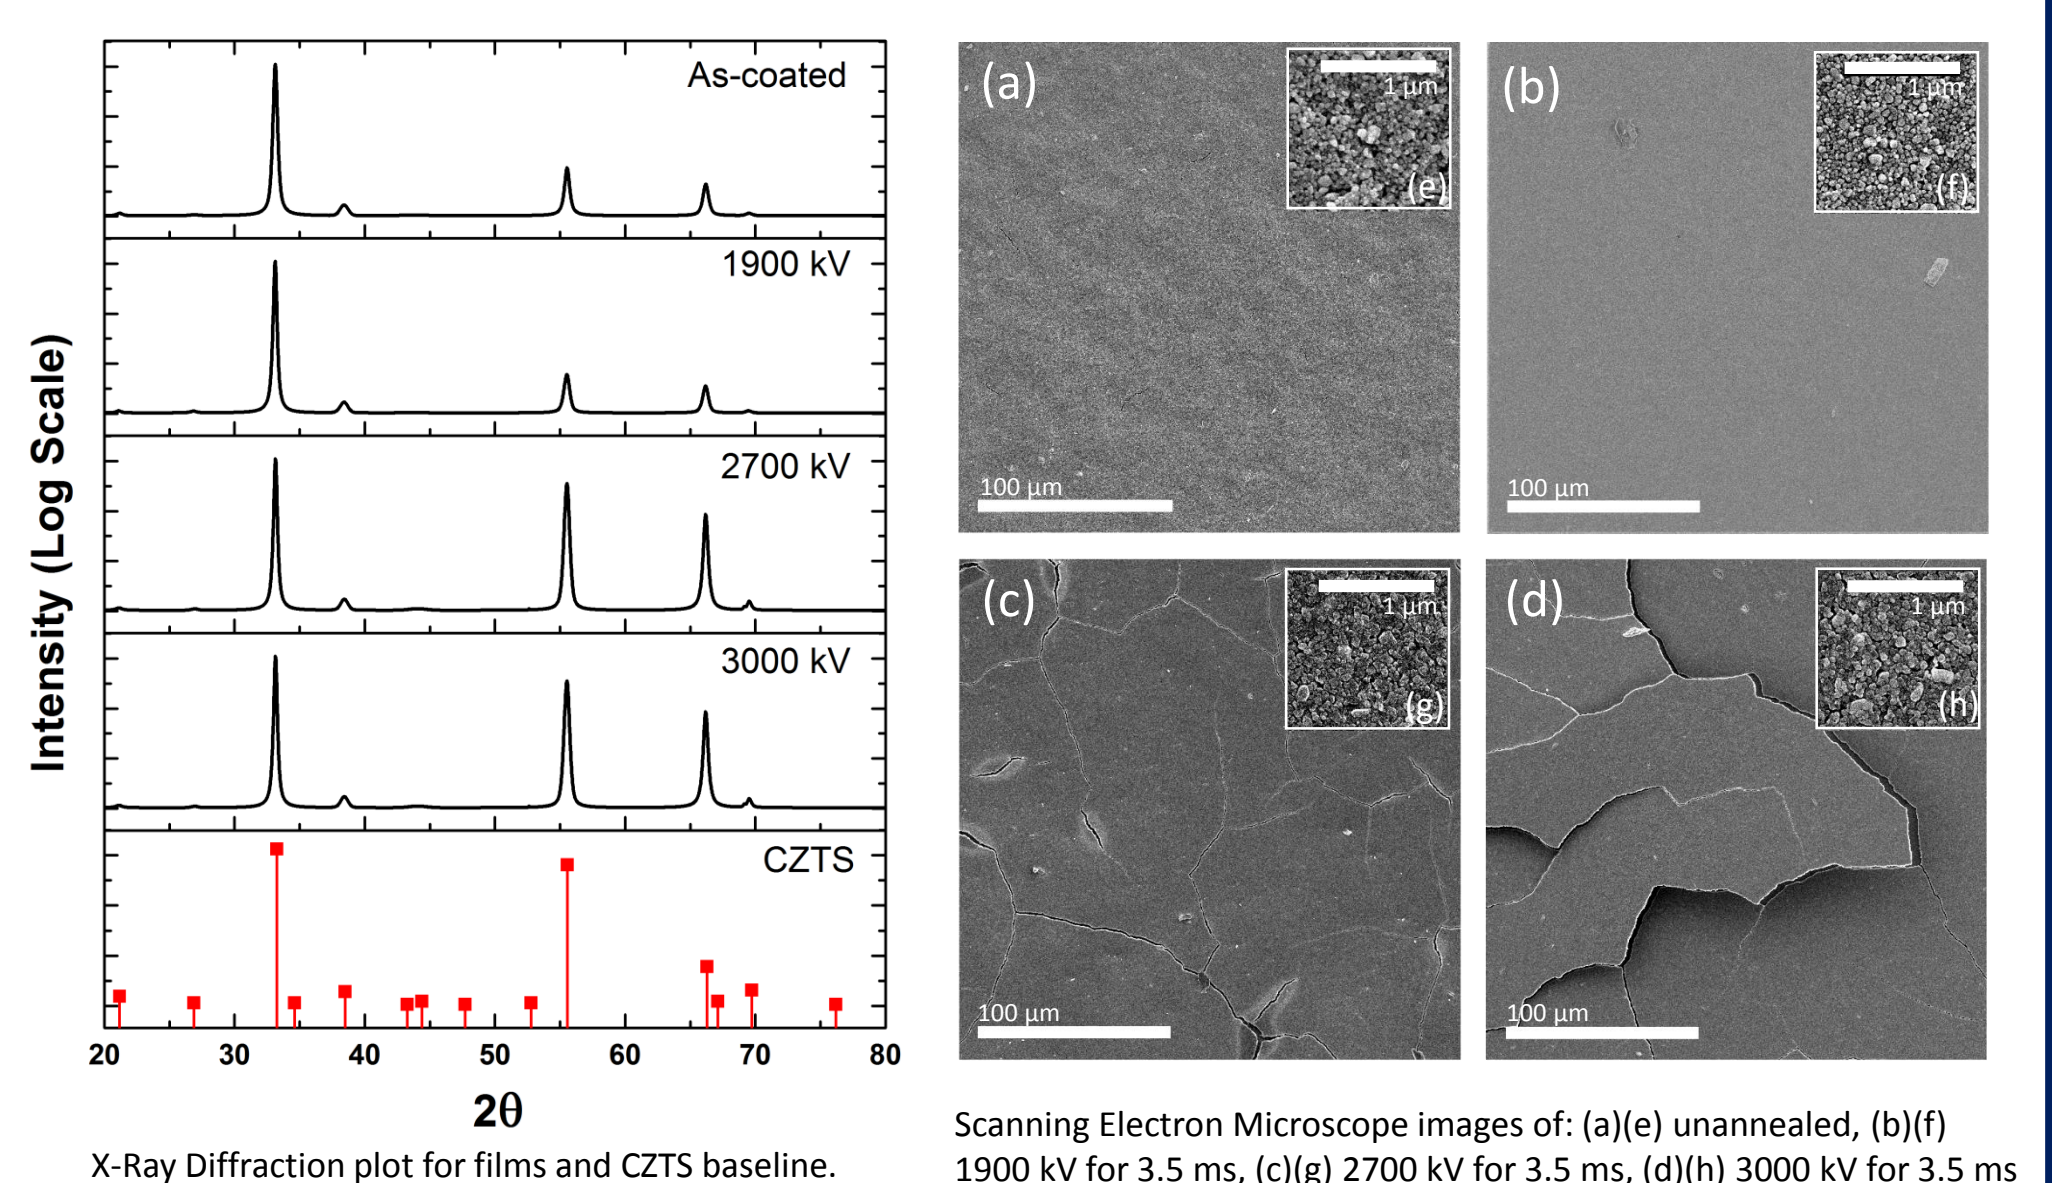 As-coated
1900 kV
2700 kV
3000 kV
CZTS
Intensity (Log Scale)
20 30 40 50 60 70 80
2θ
X-Ray Diffraction plot for films and CZTS baseline.
(a)
1 µm
(e)
100 µm
(b)
1 µm
(f)
100 µm
(c)
1 µm
(g)
100 µm
(d)
1 µm
(h)
100 µm
Scanning Electron Microscope images of: (a)(e) unannealed, (b)(f)
1900 kV for 3.5 ms, (c)(g) 2700 kV for 3.5 ms, (d)(h) 3000 kV for 3.5 ms